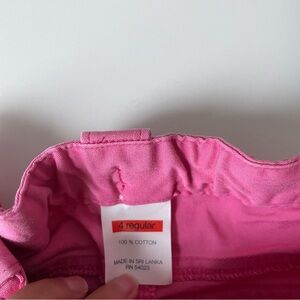 4 regular
100 % COTTON
MADE IN SRI LANKA
RN 54023